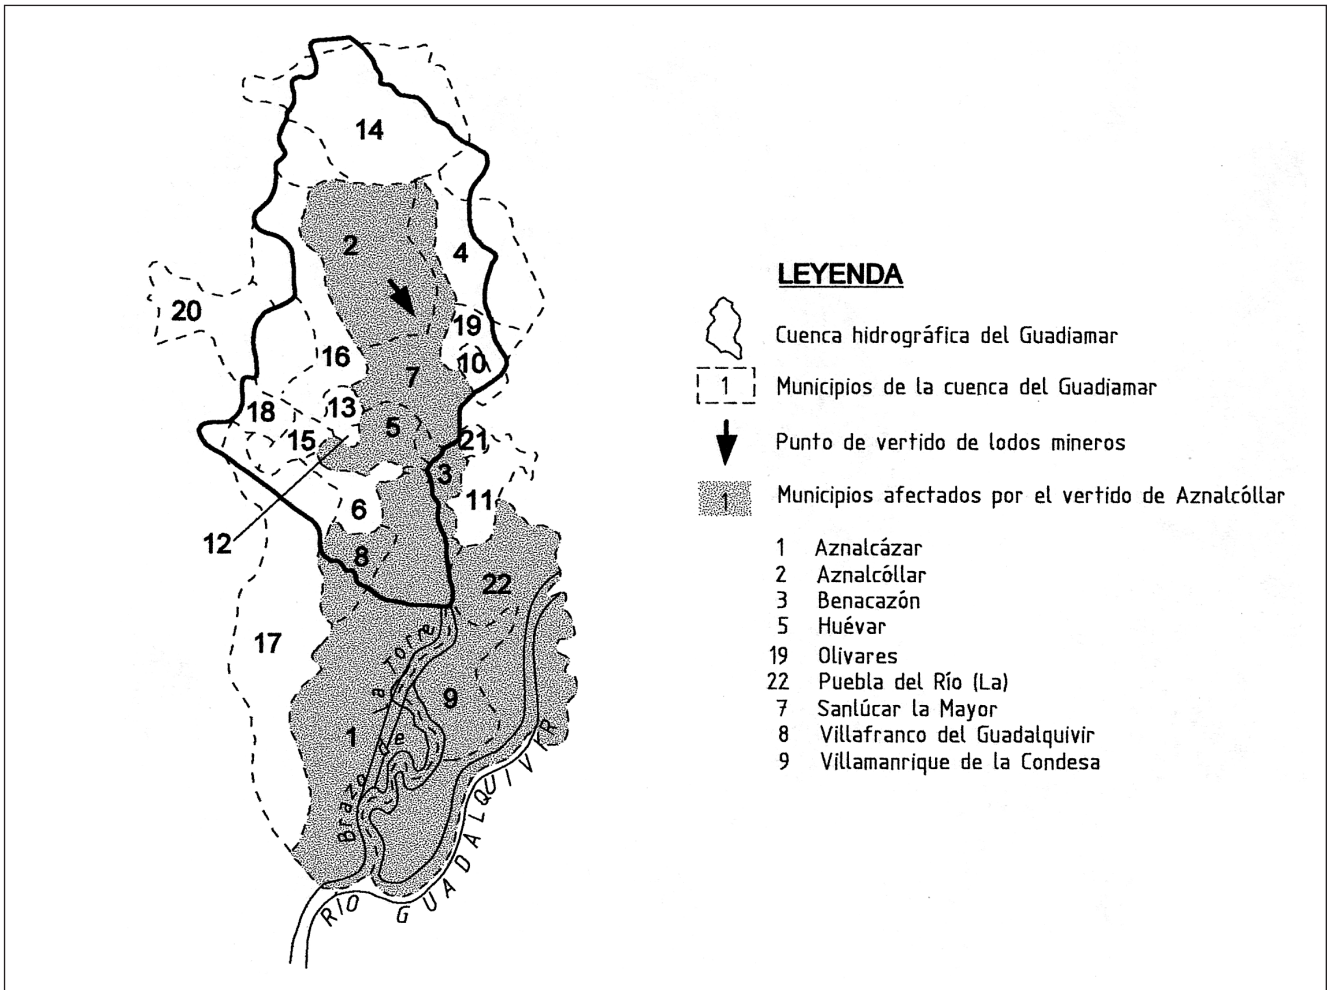 14
2
4
20
19
16
10
7
13
18
5
15
21
3
11
6
12
8
22
17
9
1
Brazo de la Torre
RÍO GUADALQUIVIR
LEYENDA
Cuenca hidrográfica del Guadiamar
1 Municipios de la cuenca del Guadiamar
Punto de vertido de lodos mineros
1 Municipios afectados por el vertido de Aznalcóllar
1 Aznalcázar
2 Aznalcóllar
3 Benacazón
5 Huévar
19 Olivares
22 Puebla del Río (La)
7 Sanlúcar la Mayor
8 Villafranco del Guadalquivir
9 Villamanrique de la Condesa